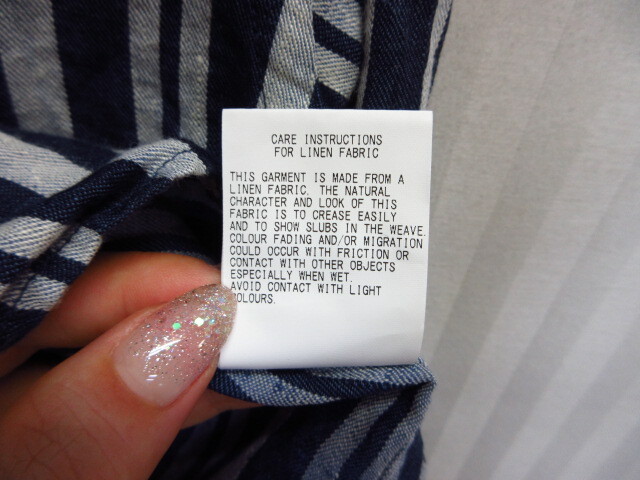 CARE INSTRUCTIONS
FOR LINEN FABRIC
THIS GARMENT IS MADE FROM A
LINEN FABRIC. THE NATURAL
CHARACTER AND LOOK OF THIS
FABRIC IS TO CREASE EASILY
AND TO SHOW SLUBS IN THE WEAVE.
COLOUR FADING AND/OR MIGRATION
COULD OCCUR WITH FRICTION OR
CONTACT WITH OTHER OBJECTS
ESPECIALLY WHEN WET.
AVOID CONTACT WITH LIGHT
COLOURS.